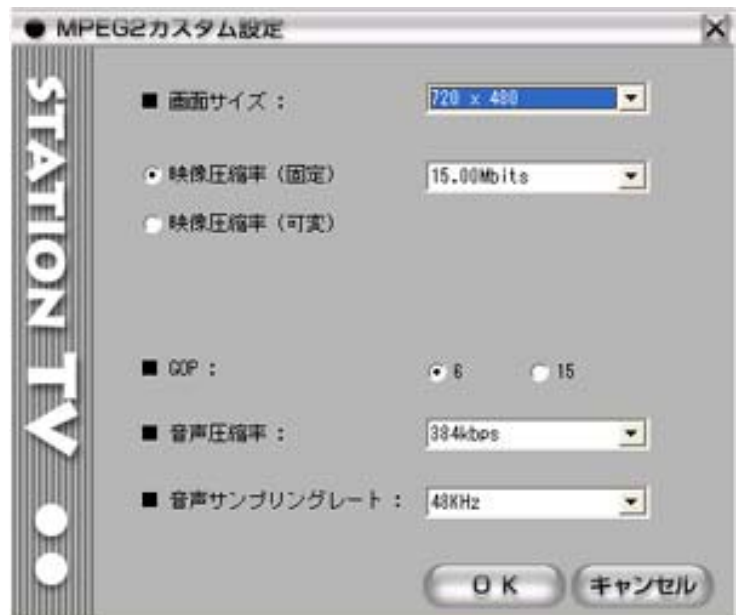 MPEG2カスタム設定
STATION TV
■ 画面サイズ： 720 x 480
映像圧縮率（固定） 15.00Mbits
映像圧縮率（可変）
■ GOP： 6 15
■ 音声圧縮率： 384kbps
■ 音声サンプリングレート： 48KHz
OK キャンセル